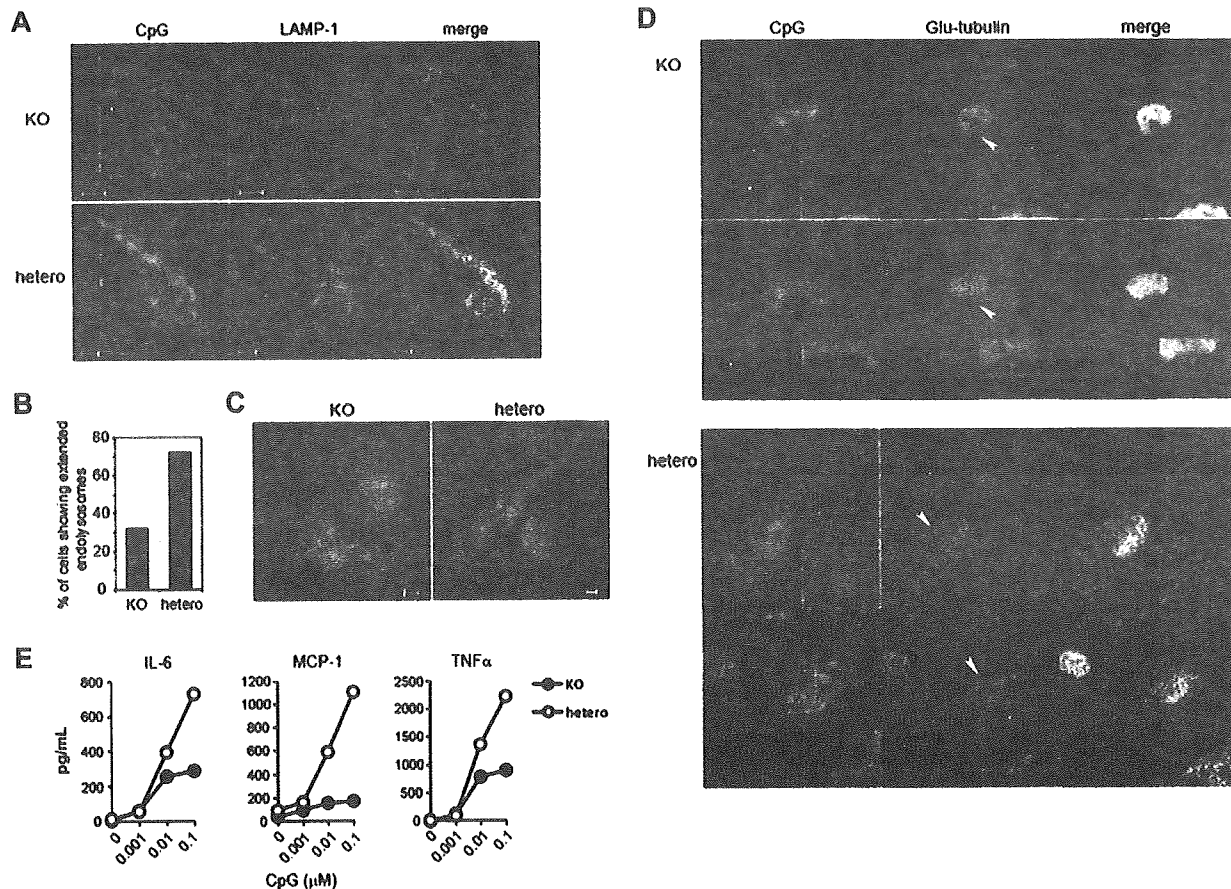 A
CpG LAMP-1 merge
KO
hetero
B
% of cells showing extended
endolysosomes
80
60
40
20
0
KO hetero
C
KO hetero
D
CpG Glu-tubulin merge
KO
hetero
E
IL-6
pg/mL
800
600
400
200
0
0 0.001 0.01 0.1
MCP-1
1200
1000
800
600
400
200
0
0 0.001 0.01 0.1
CpG (μM)
TNFα
2500
2000
1500
1000
500
0
0 0.001 0.01 0.1
KO
hetero